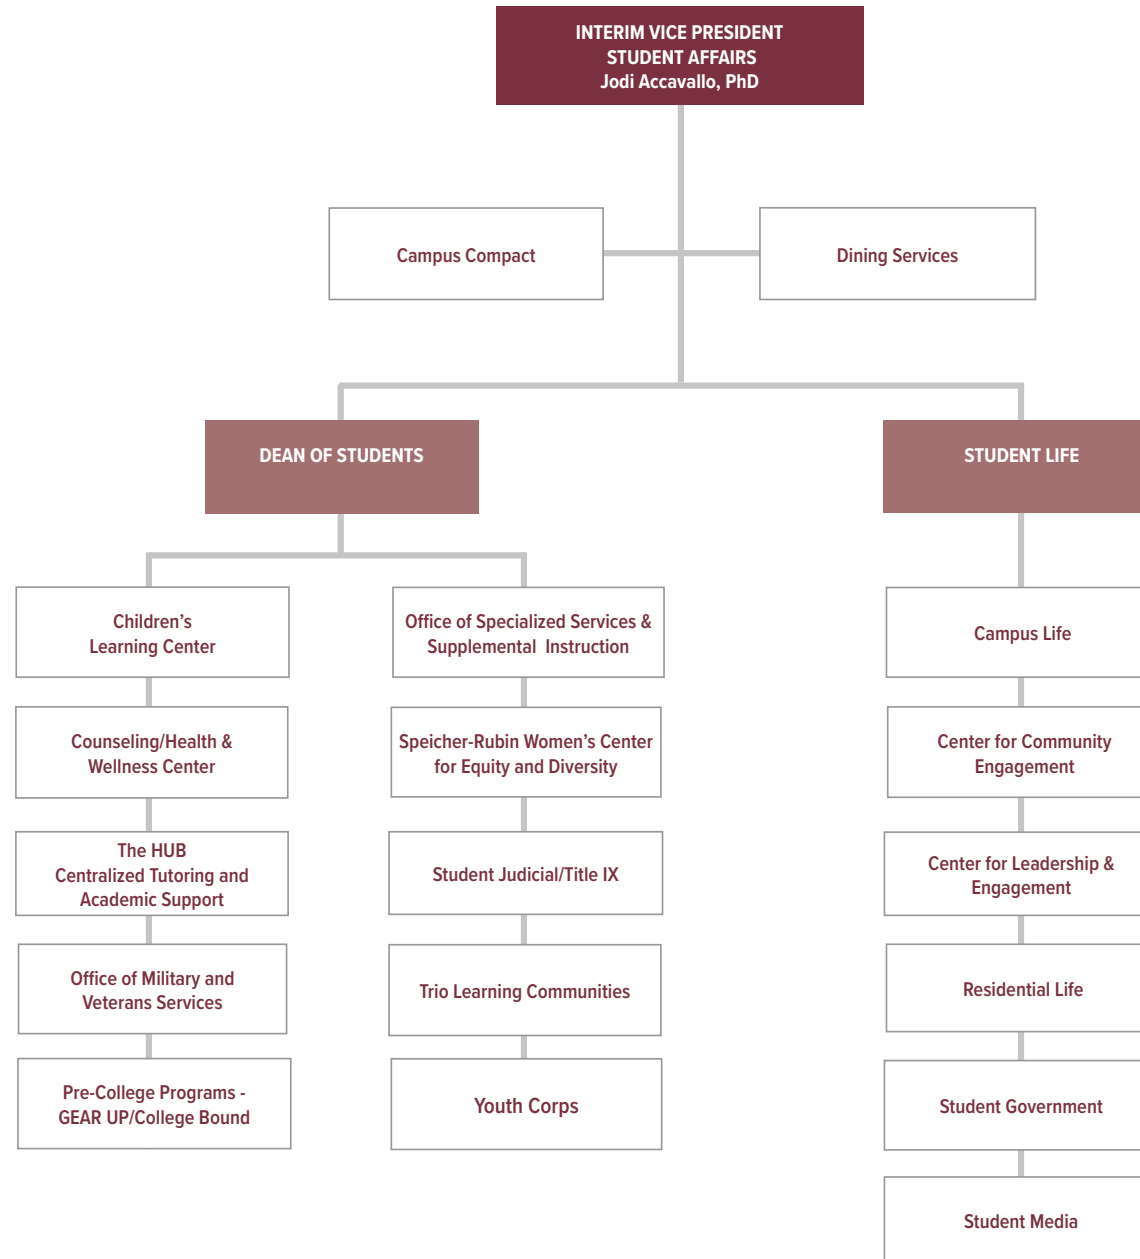 INTERIM VICE PRESIDENT
STUDENT AFFAIRS
Jodi Accavallo, PhD
Campus Compact
Dining Services
DEAN OF STUDENTS
STUDENT LIFE
Children's
Learning Center
Counseling/Health &
Wellness Center
The HUB
Centralized Tutoring and
Academic Support
Office of Military and
Veterans Services
Pre-College Programs -
GEAR UP/College Bound
Office of Specialized Services &
Supplemental Instruction
Speicher-Rubin Women's Center
for Equity and Diversity
Student Judicial/Title IX
Trio Learning Communities
Youth Corps
Campus Life
Center for Community
Engagement
Center for Leadership &
Engagement
Residential Life
Student Government
Student Media